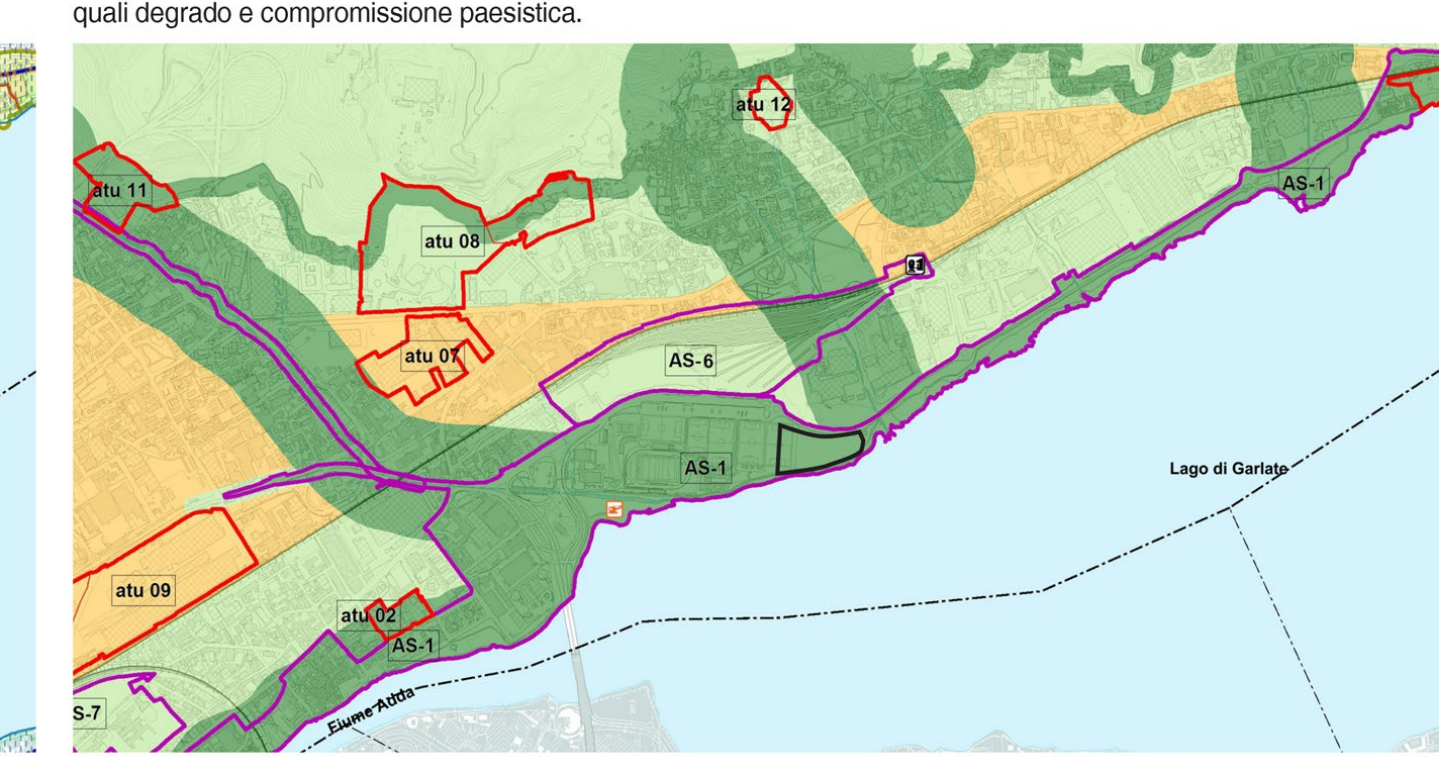 quali degrado e compromissione paesistica.
atu 12
atu 11
AS-1
atu 08
atu 07
AS-6
AS-1
Lago di Garlate
atu 09
atu 02
AS-1
S-7
Fiume Adda